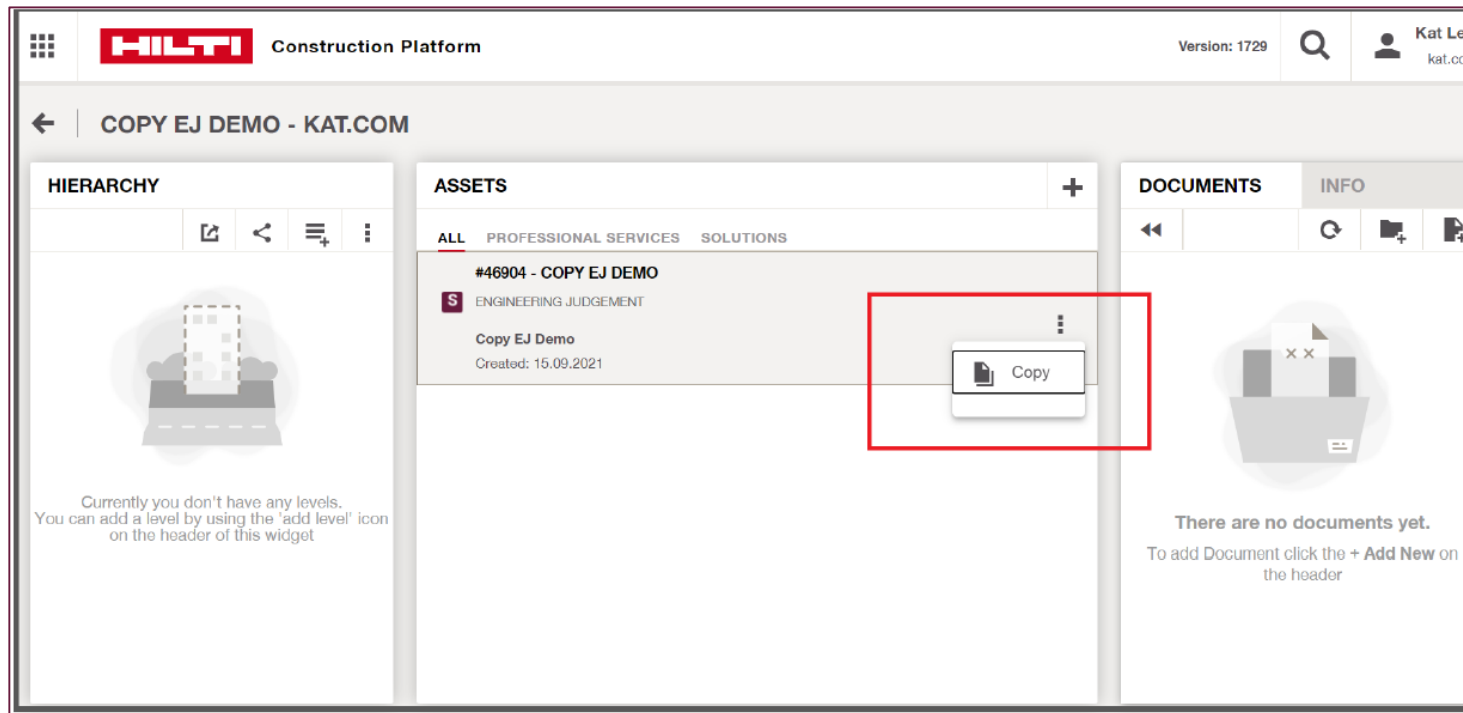 HILTI Construction Platform
Version: 1729
Kat Le
kat.co
COPY EJ DEMO - KAT.COM
HIERARCHY
Currently you don't have any levels.
You can add a level by using the 'add level' icon
on the header of this widget
ASSETS
ALL PROFESSIONAL SERVICES SOLUTIONS
#46904 - COPY EJ DEMO
S ENGINEERING JUDGEMENT
Copy EJ Demo
Created: 15.09.2021
Copy
DOCUMENTS INFO
There are no documents yet.
To add Document click the + Add New on
the header